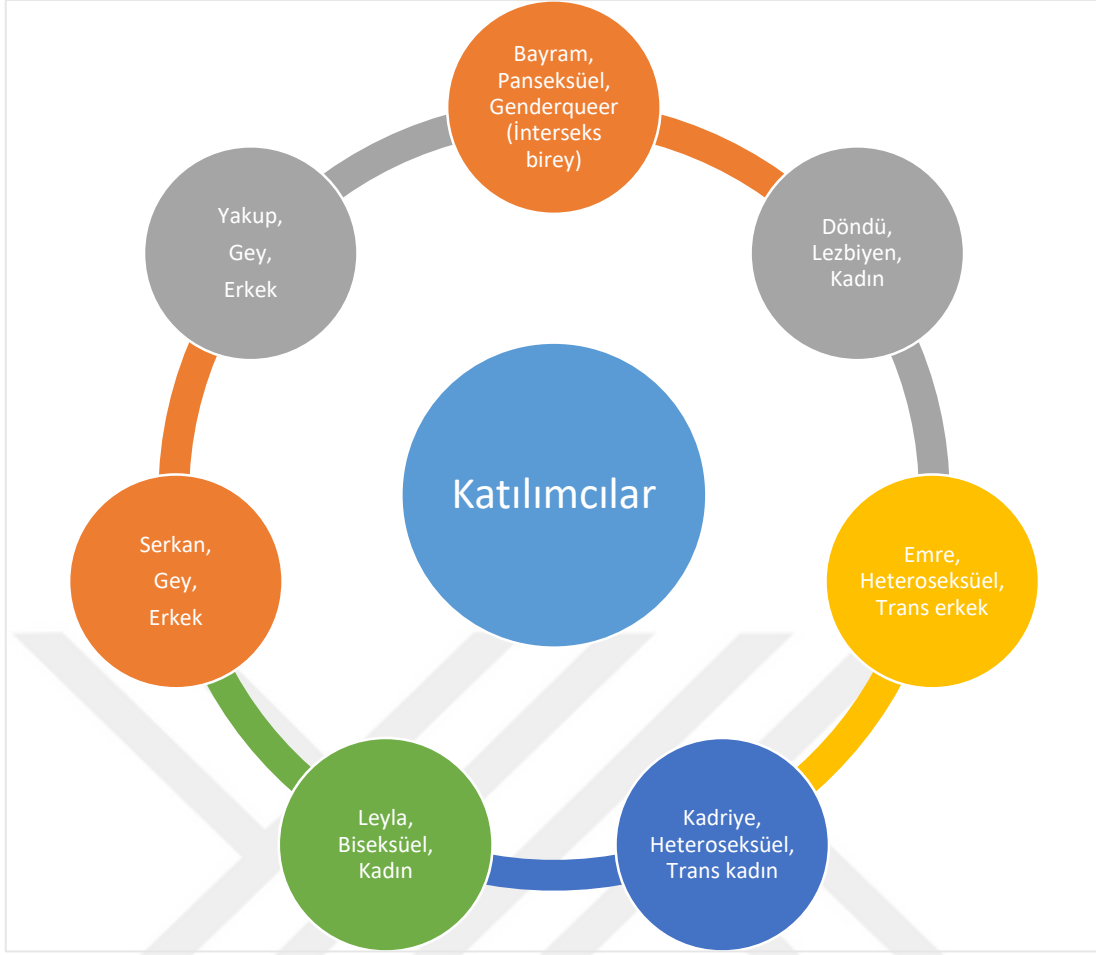 Bayram,
Panseksüel,
Genderqueer
(İnterseks
birey)
Döndü,
Lezbiyen,
Kadın
Emre,
Heteroseksüel,
Trans erkek
Kadriye,
Heteroseksüel,
Trans kadın
Leyla,
Biseksüel,
Kadın
Serkan,
Gey,
Erkek
Yakup,
Gey,
Erkek
Katılımcılar